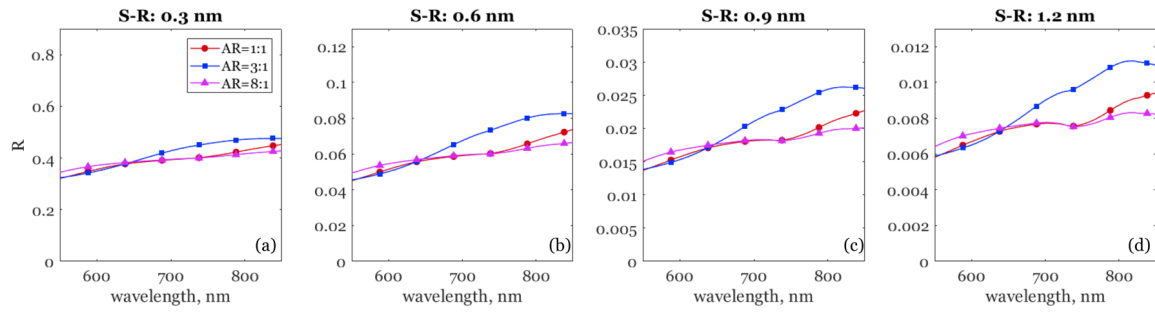 S-R: 0.3 nm
S-R: 0.6 nm
S-R: 0.9 nm
S-R: 1.2 nm
R
0.8
0.6
0.4
0.2
0
AR=1:1
AR=3:1
AR=8:1
(a)
600
700
800
wavelength, nm
0.12
0.1
0.08
0.06
0.04
0.02
0
(b)
600
700
800
wavelength, nm
0.035
0.03
0.025
0.02
0.015
0.01
0.005
0
(c)
600
700
800
wavelength, nm
0.012
0.01
0.008
0.006
0.004
0.002
0
(d)
600
700
800
wavelength, nm